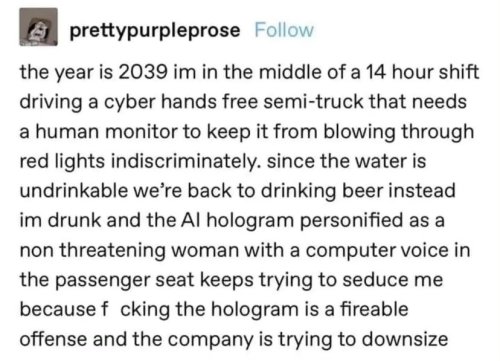 prettypurpleprose Follow
the year is 2039 im in the middle of a 14 hour shift
driving a cyber hands free semi-truck that needs
a human monitor to keep it from blowing through
red lights indiscriminately. since the water is
undrinkable we’re back to drinking beer instead
im drunk and the AI hologram personified as a
non threatening woman with a computer voice in
the passenger seat keeps trying to seduce me
because f cking the hologram is a fireable
offense and the company is trying to downsize